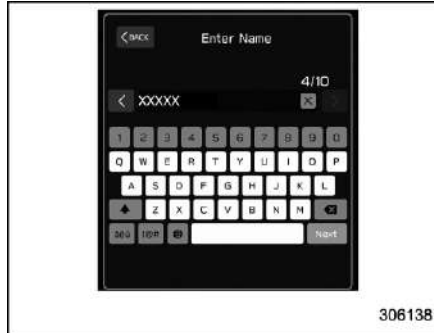 BACK
Enter Name
4/10
XXXXX
1 2 3 4 5 6 7 8 9 0
Q W E R T Y U I O P
A S D F G H J K L
Z X C V B N M
Next
306138